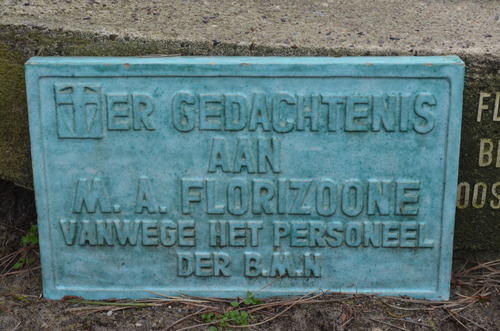 TER GEDACHTENIS
AAN
M. A. FLORIZOONE
VANWEGE HET PERSONEEL
DER B.M.N